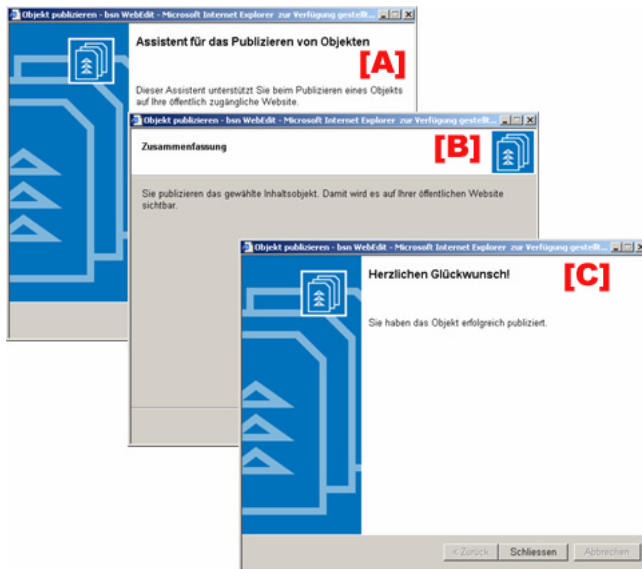 Objekt publizieren - bsn WebEdit - Microsoft Internet Explorer zur Verfügung gestellt...
Assistent für das Publizieren von Objekten
[A]
Dieser Assistent unterstützt Sie beim Publizieren eines Objekts
auf Ihre öffentlich zugängliche Website.
Objekt publizieren - bsn WebEdit - Microsoft Internet Explorer zur Verfügung gestellt...
Zusammenfassung
[B]
Sie publizieren das gewählte Inhaltsobjekt. Damit wird es auf Ihrer öffentlichen Website
sichtbar.
Objekt publizieren - bsn WebEdit - Microsoft Internet Explorer zur Verfügung gestellt...
Herzlichen Glückwunsch!
[C]
Sie haben das Objekt erfolgreich publiziert.
< Zurück Schliessen Abbrechen